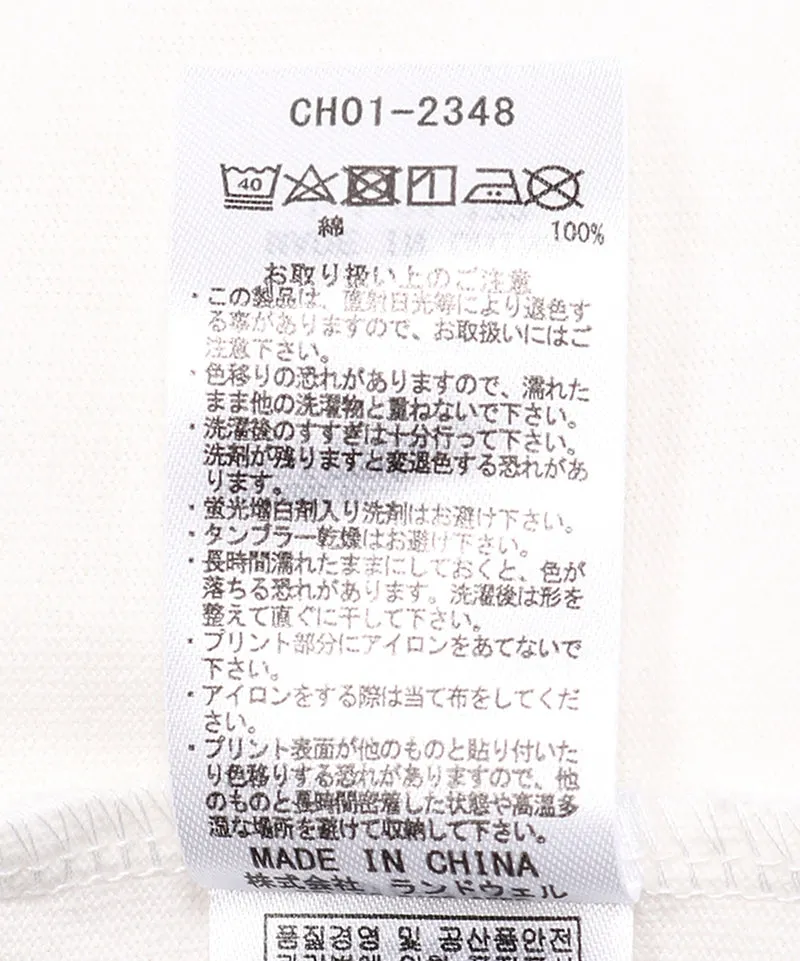 CH01-2348
40
綿 100%
お取り扱い上のご注意
・この製品は、直射日光等により退色す
る事がありますので、お取扱いにはご
注意下さい。
・色移りの恐れがありますので、濡れた
まま他の洗濯物と重ねないで下さい。
・洗濯後のすすぎは十分行って下さい。
洗剤が残りますと変退色する恐れがあ
ります。
・蛍光増白剤入り洗剤はお避け下さい。
・タンブラー乾燥はお避け下さい。
・長時間濡れたままにしておくと、色が
落ちる恐れがあります。洗濯後は形を
整えて直ぐに干して下さい。
・プリント部分にアイロンをあてないで
下さい。
・アイロンをする際は当て布をしてくだ
さい。
・プリント表面が他のものと貼り付いた
り色移りする恐れがありますので、他
のものと長時間密着した状態や高温多
湿な場所を避けて収納して下さい。
MADE IN CHINA
株式会社、ランドウェル
품질경영 및 공산품안전